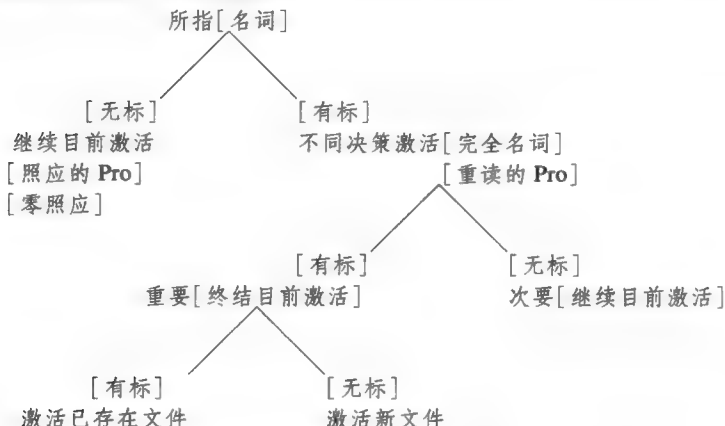 所指[名词]
[无标] [有标]
继续目前激活 不同决策激活[完全名词]
[照应的 Pro] [重读的 Pro]
[零照应]
[有标] [无标]
重要[终结目前激活] 次要[继续目前激活]
[有标] [无标]
激活已存在文件 激活新文件